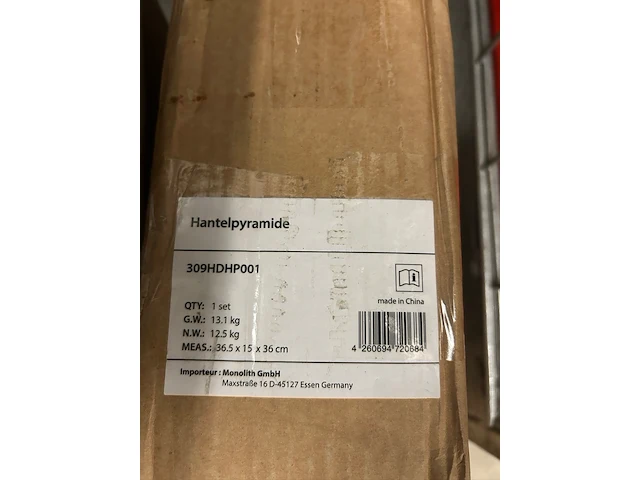 Hantelpyramide
309HDHP001
QTY: 1 set
G.W.: 13.1 kg
N.W.: 12.5 kg
MEAS.: 36.5 x 15 x 36 cm
made in China
4 260694 720884
Importeur : Monolith GmbH
Maxstraße 16 D-45127 Essen Germany